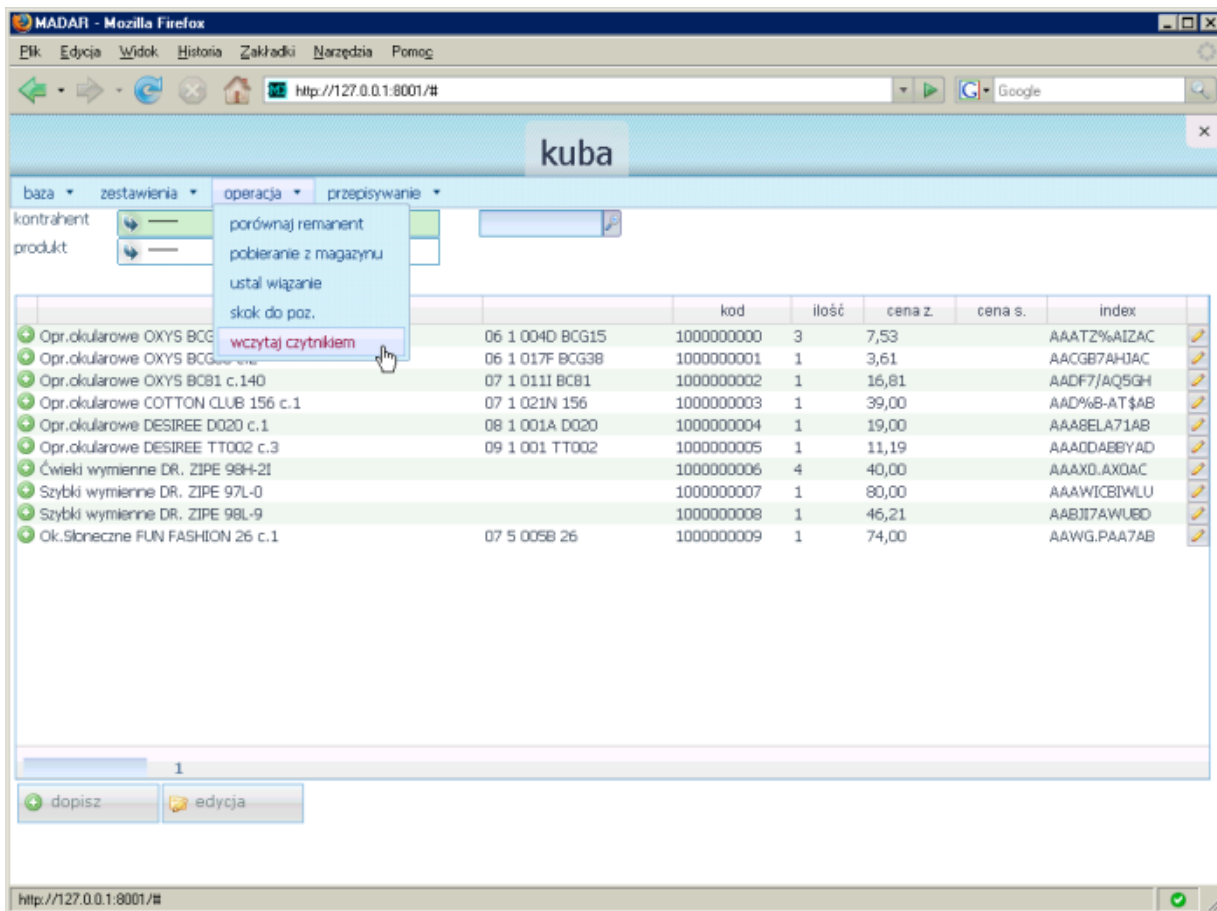 MADAR - Mozilla Firefox
Plik Edycja Widok Historia Zakładki Narzędzia Pomoc
http://127.0.0.1:8001/# Google
kuba
baza zestawienia operacja przepisywanie
kontrahent
produkt
porównaj remanent
pobieranie z magazynu
ustal wiązanie
skok do poz.
wczytaj czytnikiem
kod ilość cena z. cena s. index
Opr.okularowe OXYS BCG 06 1 004D BCG15 1000000000 3 7,53 AAATZ%AIZAC
Opr.okularowe OXYS 06 1 017F BCG38 1000000001 1 3,61 AACGB7AHJAC
Opr.okularowe OXYS BC81 c.140 07 1 011I BC81 1000000002 1 16,81 AADF7/AQ5GH
Opr.okularowe COTTON CLUB 156 c.1 07 1 021N 156 1000000003 1 39,00 AAD%B-AT$AB
Opr.okularowe DESIREE D020 c.1 08 1 001A D020 1000000004 1 19,00 AAA8ELA71AB
Opr.okularowe DESIREE TT002 c.3 09 1 001 TT002 1000000005 1 11,19 AAA0DABBYAD
Ćwieki wymienne DR. ZIPE 98H-2I 1000000006 4 40,00 AAAX0.AX0AC
Szybki wymienne DR. ZIPE 97L-0 1000000007 1 80,00 AAAWICBIWLU
Szybki wymienne DR. ZIPE 98L-9 1000000008 1 46,21 AABJI7AWUBD
Ok.Słoneczne FUN FASHION 26 c.1 07 5 005B 26 1000000009 1 74,00 AAWG.PAA7AB
1
dopisz edycja
http://127.0.0.1:8001/#